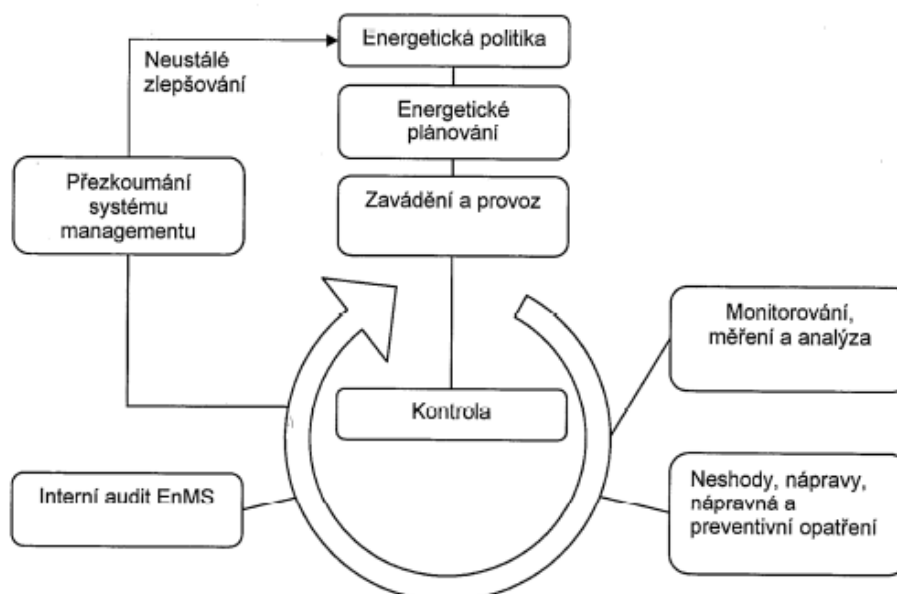 Energetická politika
Neustálé
zlepšování
Energetické
plánování
Přezkoumání
systému
managementu
Zavádění a provoz
Monitorování,
měření a analýza
Kontrola
Interní audit EnMS
Neshody, nápravy,
nápravná a
preventivní opatření